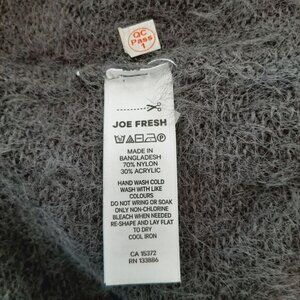 QC
Pass
1
JOE FRESH
MADE IN
BANGLADESH
70% NYLON
30% ACRYLIC
HAND WASH COLD
WASH WITH LIKE
COLOURS
DO NOT WRING OR SOAK
ONLY NON-CHLORINE
BLEACH WHEN NEEDED
RE-SHAPE AND LAY FLAT
TO DRY
COOL IRON
CA 15372
RN 133886